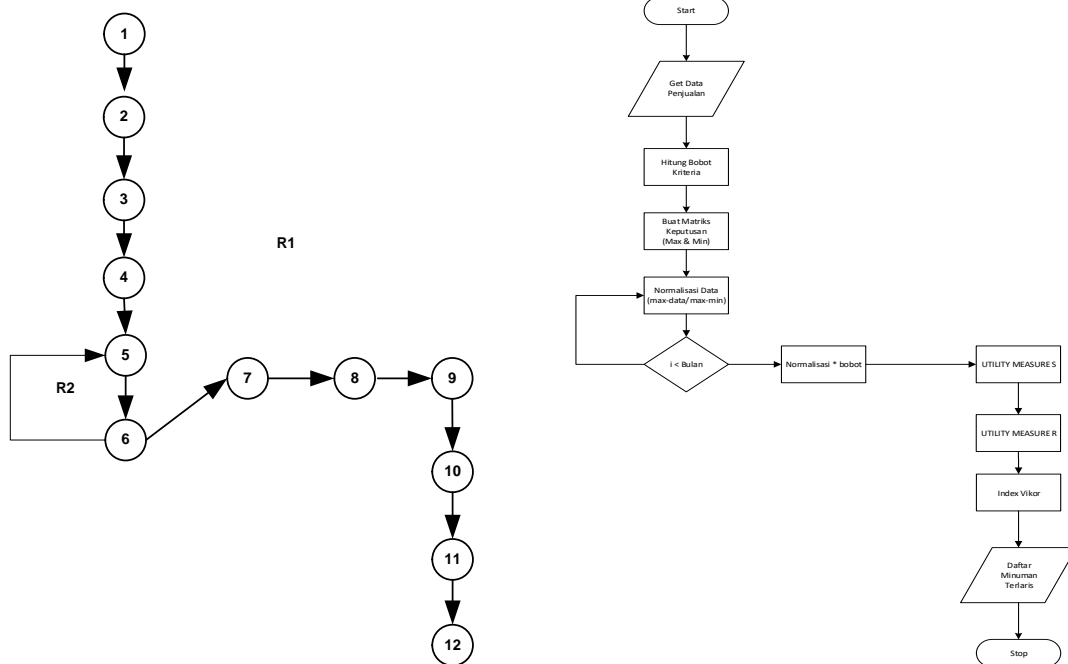 1
2
3
4
5
6
R1
R2
7
8
9
10
11
12
Start
Get Data
Penjualan
Hitung Bobot
Kriteria
Buat Matriks
Keputusan
(Max & Min)
Normalisasi Data
(max-data/max-min)
i < Bulan
Normalisasi * bobot
UTILITY MEASURE S
UTILITY MEASURE R
Index Vikor
Daftar
Minuman
Terlaris
Stop